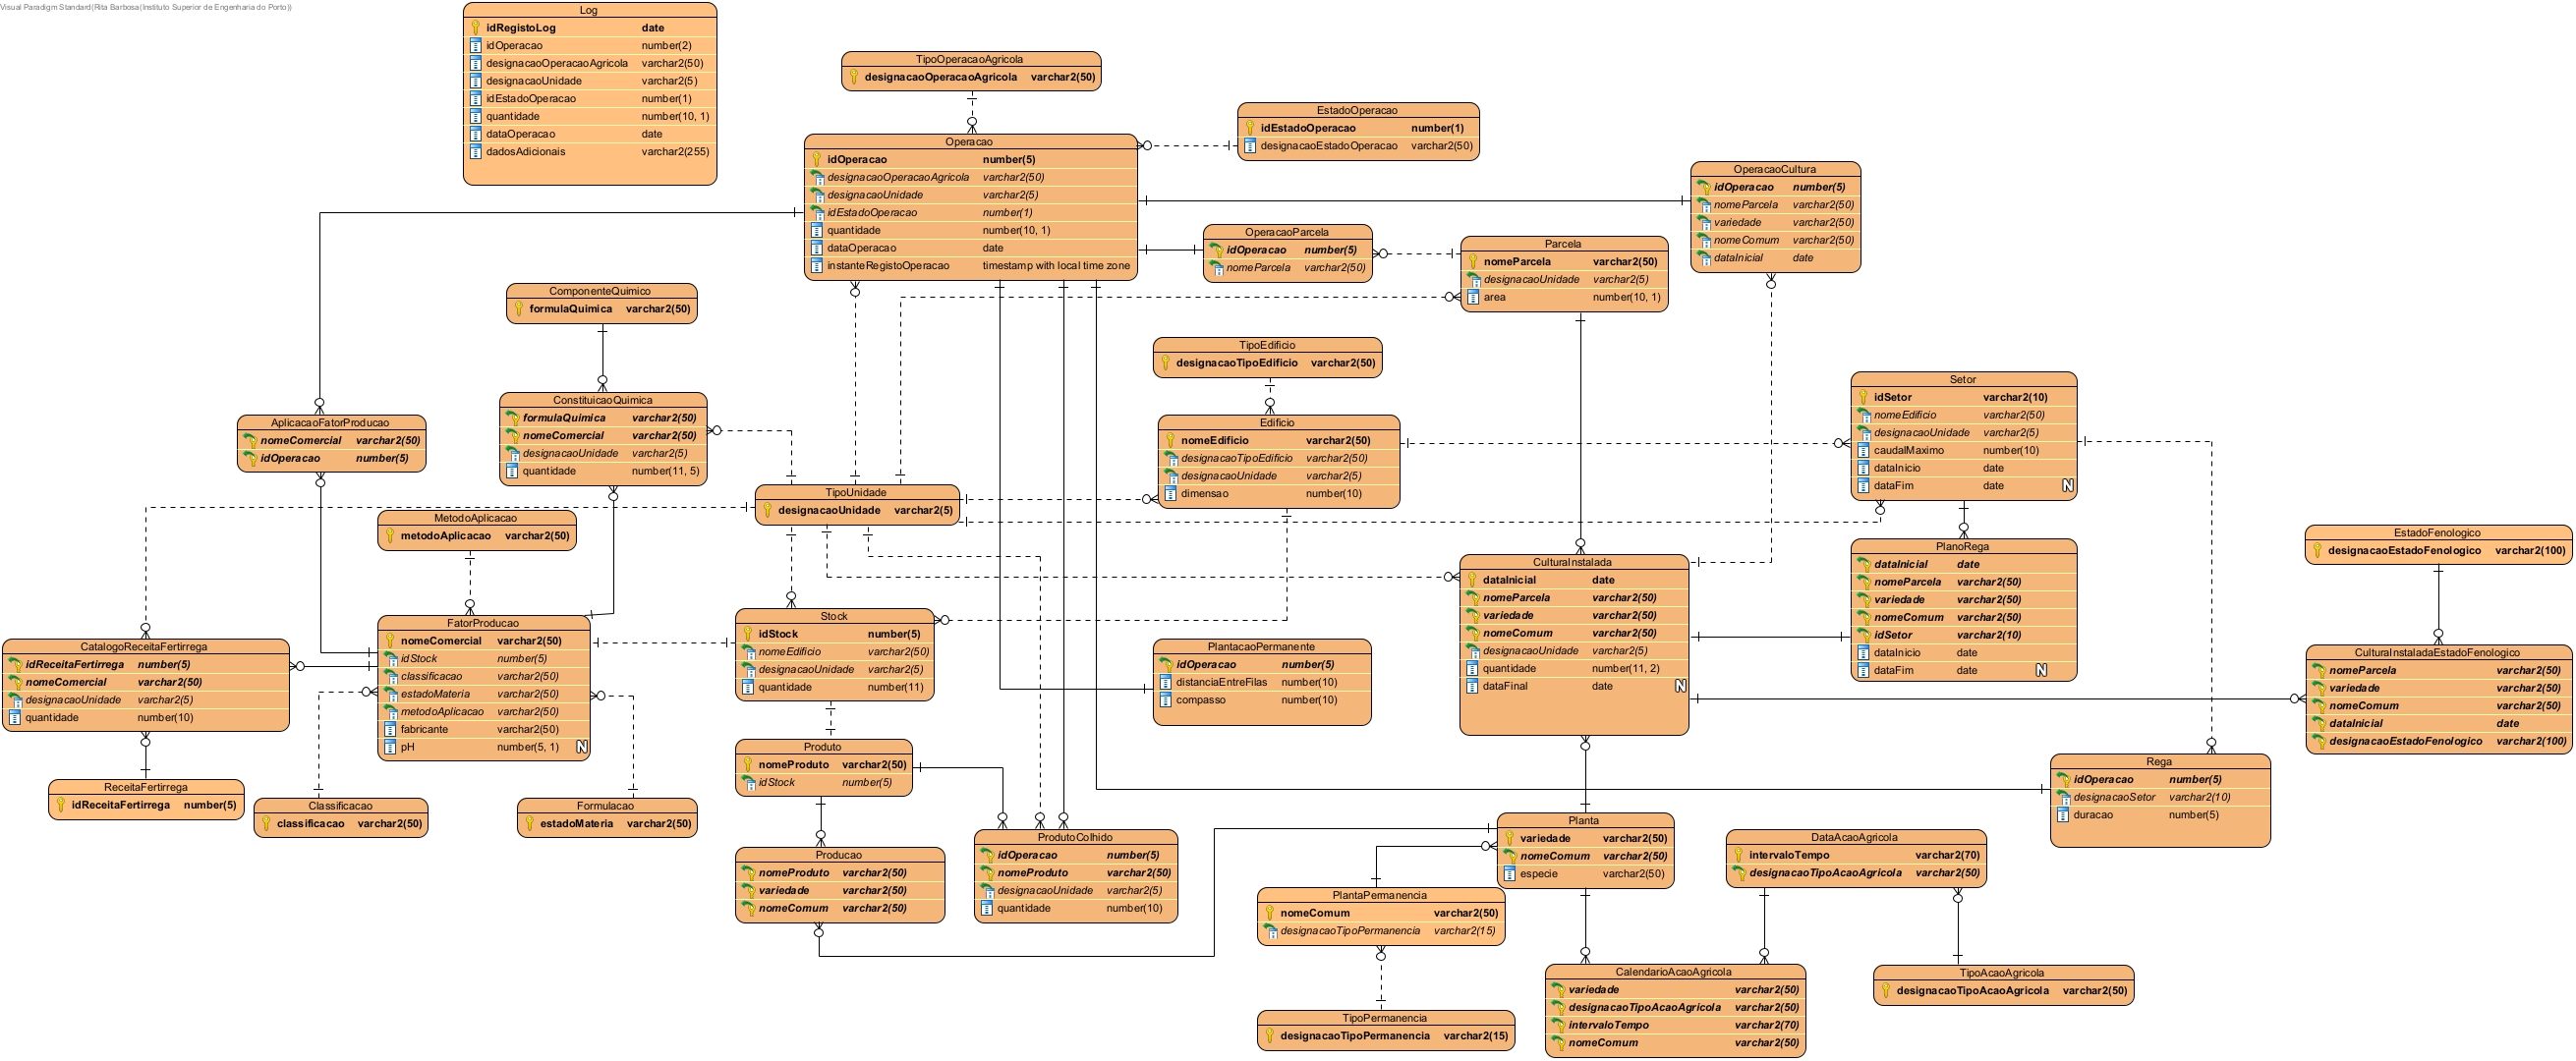 Visual Paradigm Standard(Rita Barbosa(Instituto Superior de Engenharia do Porto))
Log
idRegistoLog date
idOperacao number(2)
designacaoOperacaoAgricola varchar2(50)
designacaoUnidade varchar2(5)
idEstadoOperacao number(1)
quantidade number(10, 1)
dataOperacao date
dadosAdicionais varchar2(255)
TipoOperacaoAgricola
designacaoOperacaoAgricola varchar2(50)
EstadoOperacao
idEstadoOperacao number(1)
designacaoEstadoOperacao varchar2(50)
Operacao
idOperacao number(5)
designacaoOperacaoAgricola varchar2(50)
designacaoUnidade varchar2(5)
idEstadoOperacao number(1)
quantidade number(10, 1)
dataOperacao date
instanteRegistoOperacao timestamp with local time zone
OperacaoCultura
idOperacao number(5)
nomeParcela varchar2(50)
variedade varchar2(50)
nomeComum varchar2(50)
dataInicial date
OperacaoParcela
idOperacao number(5)
nomeParcela varchar2(50)
Parcela
nomeParcela varchar2(50)
designacaoUnidade varchar2(5)
area number(10, 1)
ComponenteQuimico
formulaQuimica varchar2(50)
TipoEdificio
designacaoTipoEdificio varchar2(50)
Setor
idSetor varchar2(10)
nomeEdificio varchar2(50)
designacaoUnidade varchar2(5)
caudalMaximo number(10)
dataInicio date
dataFim date N
ConstituicaoQuimica
formulaQuimica varchar2(50)
nomeComercial varchar2(50)
designacaoUnidade varchar2(5)
quantidade number(11, 5)
AplicacaoFatorProducao
nomeComercial varchar2(50)
idOperacao number(5)
Edificio
nomeEdificio varchar2(50)
designacaoTipoEdificio varchar2(50)
designacaoUnidade varchar2(5)
dimensao number(10)
TipoUnidade
designacaoUnidade varchar2(5)
MetodoAplicacao
metodoAplicacao varchar2(50)
EstadoFenologico
designacaoEstadoFenologico varchar2(100)
PlanoRega
dataInicial date
nomeParcela varchar2(50)
variedade varchar2(50)
nomeComum varchar2(50)
idSetor varchar2(10)
dataInicio date
dataFim date N
CulturaInstalada
dataInicial date
nomeParcela varchar2(50)
variedade varchar2(50)
nomeComum varchar2(50)
designacaoUnidade varchar2(5)
quantidade number(11, 2)
dataFinal date N
Stock
idStock number(5)
nomeEdificio varchar2(50)
designacaoUnidade varchar2(5)
quantidade number(11)
FatorProducao
nomeComercial varchar2(50)
idStock number(5)
classificacao varchar2(50)
estadoMateria varchar2(50)
metodoAplicacao varchar2(50)
fabricante varchar2(50)
pH number(5, 1) N
CatalogoReceitaFertirrega
idReceitaFertirrega number(5)
nomeComercial varchar2(50)
designacaoUnidade varchar2(5)
quantidade number(10)
PlantacaoPermanente
idOperacao number(5)
distanciaEntreFilas number(10)
compasso number(10)
CulturaInstaladaEstadoFenologico
nomeParcela varchar2(50)
variedade varchar2(50)
nomeComum varchar2(50)
dataInicial date
designacaoEstadoFenologico varchar2(100)
Produto
nomeProduto varchar2(50)
idStock number(5)
Rega
idOperacao number(5)
designacaoSetor varchar2(10)
duracao number(5)
ReceitaFertirrega
idReceitaFertirrega number(5)
Classificacao
classificacao varchar2(50)
Formulacao
estadoMateria varchar2(50)
Planta
variedade varchar2(50)
nomeComum varchar2(50)
especie varchar2(50)
ProdutoColhido
idOperacao number(5)
nomeProduto varchar2(50)
designacaoUnidade varchar2(5)
quantidade number(10)
DataAcaoAgricola
intervaloTempo varchar2(70)
designacaoTipoAcaoAgricola varchar2(50)
Producao
nomeProduto varchar2(50)
variedade varchar2(50)
nomeComum varchar2(50)
PlantaPermanencia
nomeComum varchar2(50)
designacaoTipoPermanencia varchar2(15)
CalendarioAcaoAgricola
variedade varchar2(50)
designacaoTipoAcaoAgricola varchar2(50)
intervaloTempo varchar2(70)
nomeComum varchar2(50)
TipoAcaoAgricola
designacaoTipoAcaoAgricola varchar2(50)
TipoPermanencia
designacaoTipoPermanencia varchar2(15)